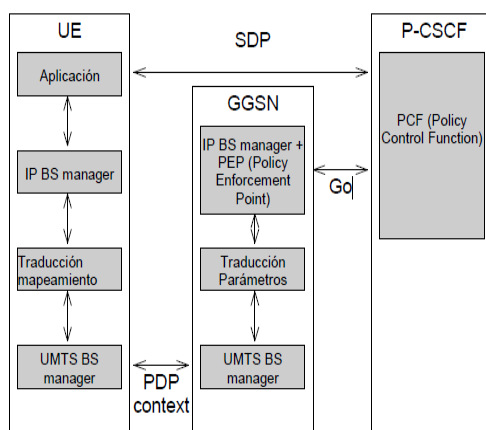 UE
Aplicación
IP BS manager
Traducción
mapeamiento
UMTS BS
manager
SDP
GGSN
IP BS manager +
PEP (Policy
Enforcement
Point)
Traducción
Parámetros
UMTS BS
manager
PDP
context
Go
P-CSCF
PCF (Policy
Control Function)